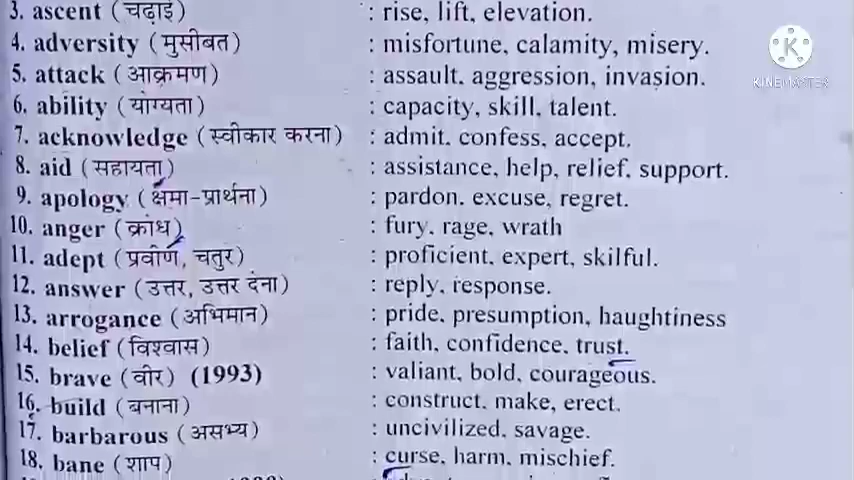 3. ascent (चढ़ाई) : rise, lift, elevation.
4. adversity (मुसीबत) : misfortune, calamity, misery.
5. attack (आक्रमण) : assault, aggression, invasion.
6. ability (योग्यता) : capacity, skill, talent.
7. acknowledge (स्वीकार करना) : admit, confess, accept.
8. aid (सहायता) : assistance, help, relief, support.
9. apology (क्षमा-प्रार्थना) : pardon, excuse, regret.
10. anger (क्रोध) : fury, rage, wrath
11. adept (प्रवीण, चतुर) : proficient, expert, skilful.
12. answer (उत्तर, उत्तर देना) : reply, response.
13. arrogance (अभिमान) : pride, presumption, haughtiness
14. belief (विश्वास) : faith, confidence, trust.
15. brave (वीर) (1993) : valiant, bold, courageous.
16. build (बनाना) : construct, make, erect.
17. barbarous (असभ्य) : uncivilized, savage.
18. bane (शाप) : curse, harm, mischief.
KINEMASTER